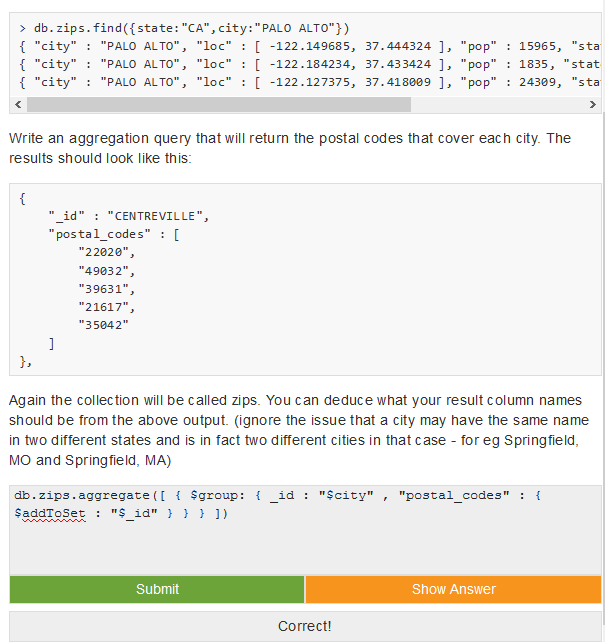 > db.zips.find({state:"CA",city:"PALO ALTO"})
{ "city" : "PALO ALTO", "loc" : [ -122.149685, 37.444324 ], "pop" : 15965, "sta
{ "city" : "PALO ALTO", "loc" : [ -122.184234, 37.433424 ], "pop" : 1835, "stat
{ "city" : "PALO ALTO", "loc" : [ -122.127375, 37.418009 ], "pop" : 24309, "sta
Write an aggregation query that will return the postal codes that cover each city. The
results should look like this:
{
    "_id" : "CENTREVILLE",
    "postal_codes" : [
        "22020",
        "49032",
        "39631",
        "21617",
        "35042"
    ]
},
Again the collection will be called zips. You can deduce what your result column names
should be from the above output. (ignore the issue that a city may have the same name
in two different states and is in fact two different cities in that case - for eg Springfield,
MO and Springfield, MA)
db.zips.aggregate([ { $group: { _id : "$city" , "postal_codes" : {
$addToSet : "$_id" } } } ])
Submit
Show Answer
Correct!